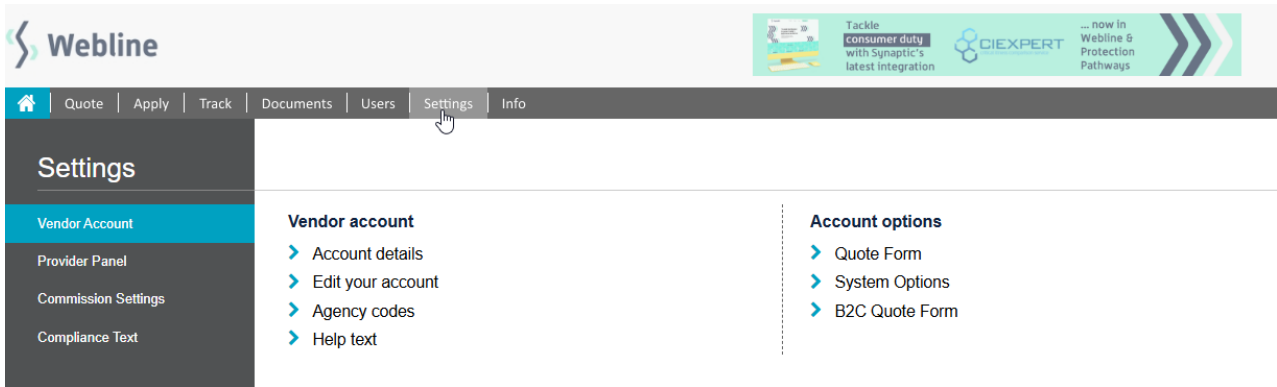 Webline
Tackle
consumer duty
with Synaptic's
latest integration
CIEXPERT
... now in
Webline &
Protection
Pathways
Quote
Apply
Track
Documents
Users
Settings
Info
Settings
Vendor Account
Provider Panel
Commission Settings
Compliance Text
Vendor account
Account details
Edit your account
Agency codes
Help text
Account options
Quote Form
System Options
B2C Quote Form